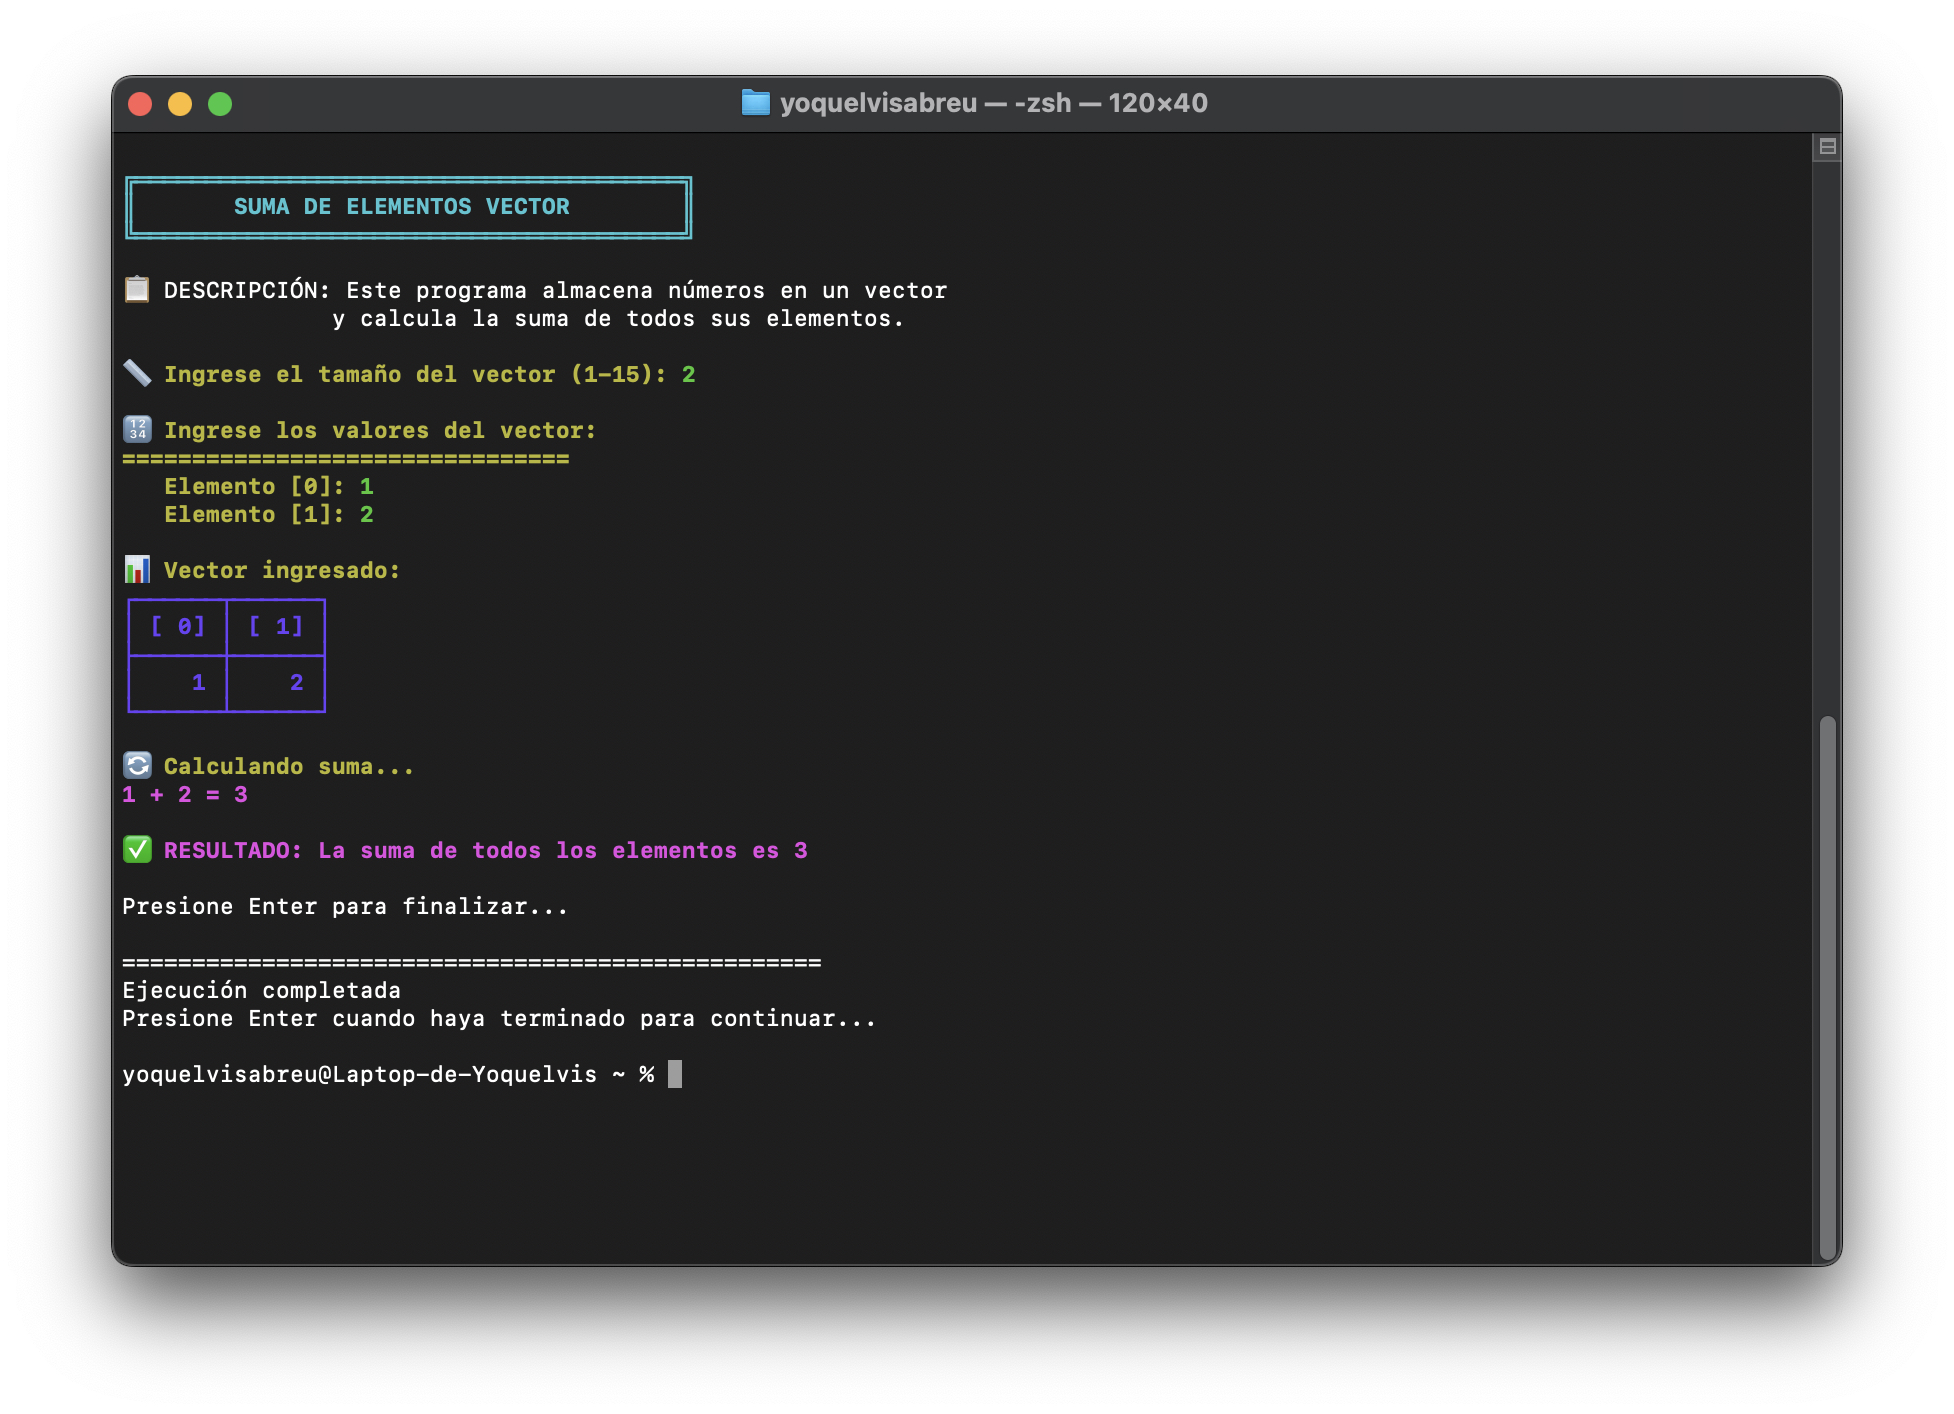 yoquelvisabreu — -zsh — 120×40
SUMA DE ELEMENTOS VECTOR
📋 DESCRIPCIÓN: Este programa almacena números en un vector
y calcula la suma de todos sus elementos.
📏 Ingrese el tamaño del vector (1-15): 2
🔢 Ingrese los valores del vector:
================================
Elemento [0]: 1
Elemento [1]: 2
📊 Vector ingresado:
[ 0] [ 1]
1 2
🔄 Calculando suma...
1 + 2 = 3
✅ RESULTADO: La suma de todos los elementos es 3
Presione Enter para finalizar...
==================================================
Ejecución completada
Presione Enter cuando haya terminado para continuar...
yoquelvisabreu@Laptop-de-Yoquelvis ~ %